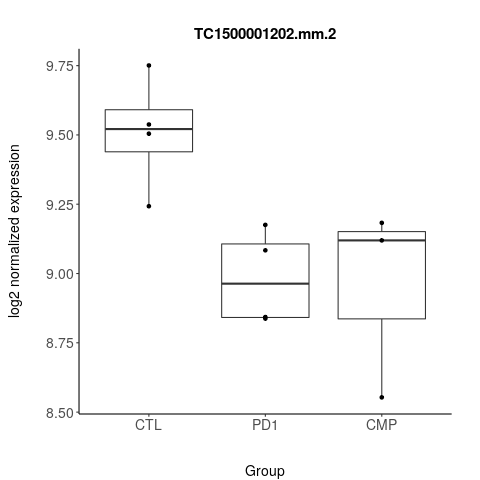 TC1500001202.mm.2
log2 normalized expression
9.75
9.50
9.25
9.00
8.75
8.50
CTL PD1 CMP
Group